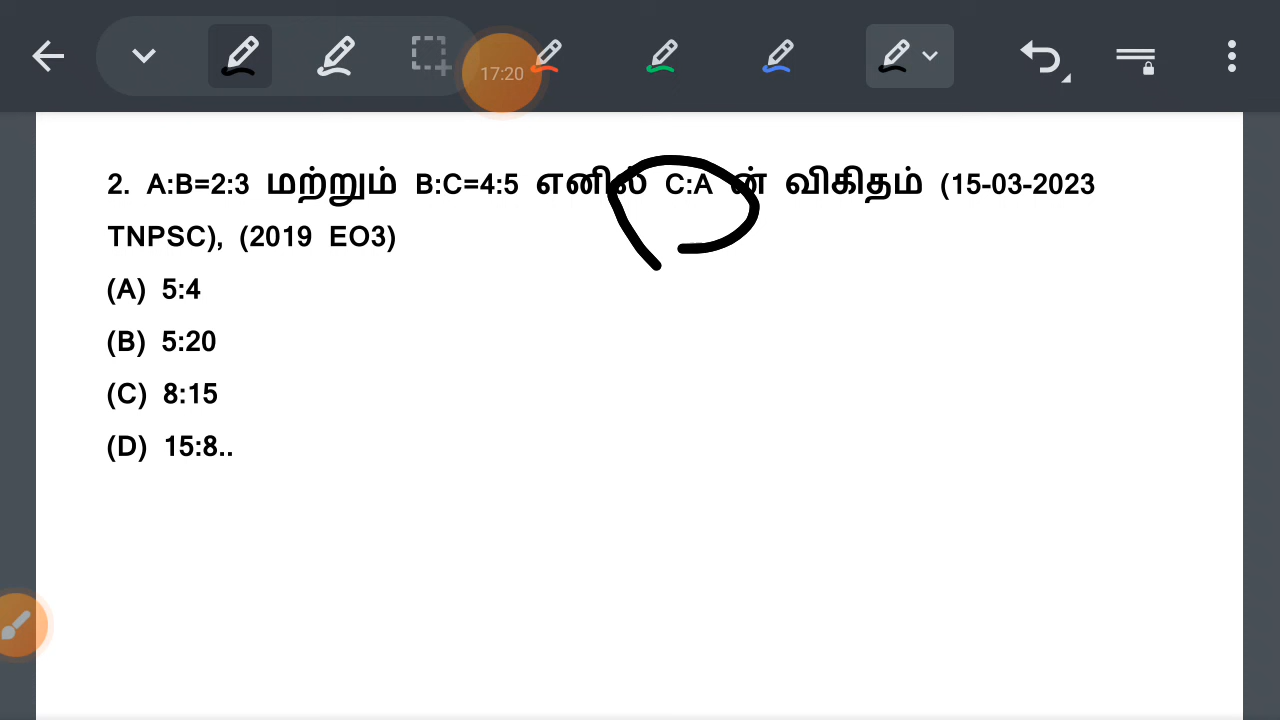 17:20
2. A:B=2:3 மற்றும் B:C=4:5 எனில் C:A ன் விகிதம் (15-03-2023
TNPSC), (2019 EO3)
(A) 5:4
(B) 5:20
(C) 8:15
(D) 15:8..